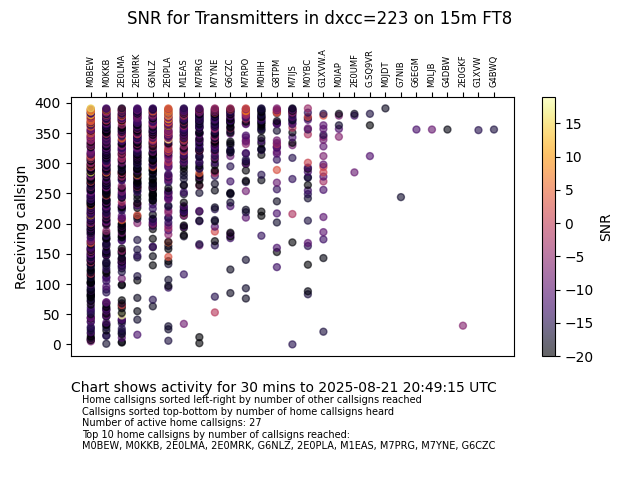 SNR for Transmitters in dxcc=223 on 15m FT8
M0BEW M0KKB 2E0LMA 2E0MRK G6NLZ 2E0PLA M1EAS M7PRG M7YNE G6CZC M7RPO M0HIH G8TPM M7IJS M0YBC G1XVW.A M0IAP 2E0UMF G.SQ9VR M0JDT G7NIB G6EGM M0LJB G4DBW 2E0GKF G1XVW G4BWQ
400
350
300
250
200
150
100
50
0
Receiving callsign
15
10
5
0
−5
−10
−15
−20
SNR
Chart shows activity for 30 mins to 2025-08-21 20:49:15 UTC
Home callsigns sorted left-right by number of other callsigns reached
Callsigns sorted top-bottom by number of home callsigns heard
Number of active home callsigns: 27
Top 10 home callsigns by number of callsigns reached:
M0BEW, M0KKB, 2E0LMA, 2E0MRK, G6NLZ, 2E0PLA, M1EAS, M7PRG, M7YNE, G6CZC